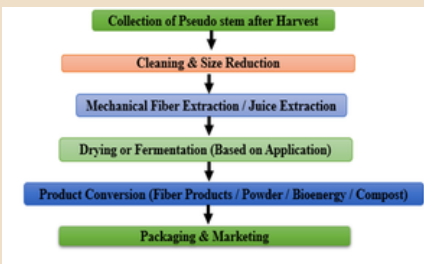 Collection of Pseudo stem after Harvest
Cleaning & Size Reduction
Mechanical Fiber Extraction / Juice Extraction
Drying or Fermentation (Based on Application)
Product Conversion (Fiber Products / Powder / Bioenergy / Compost)
Packaging & Marketing